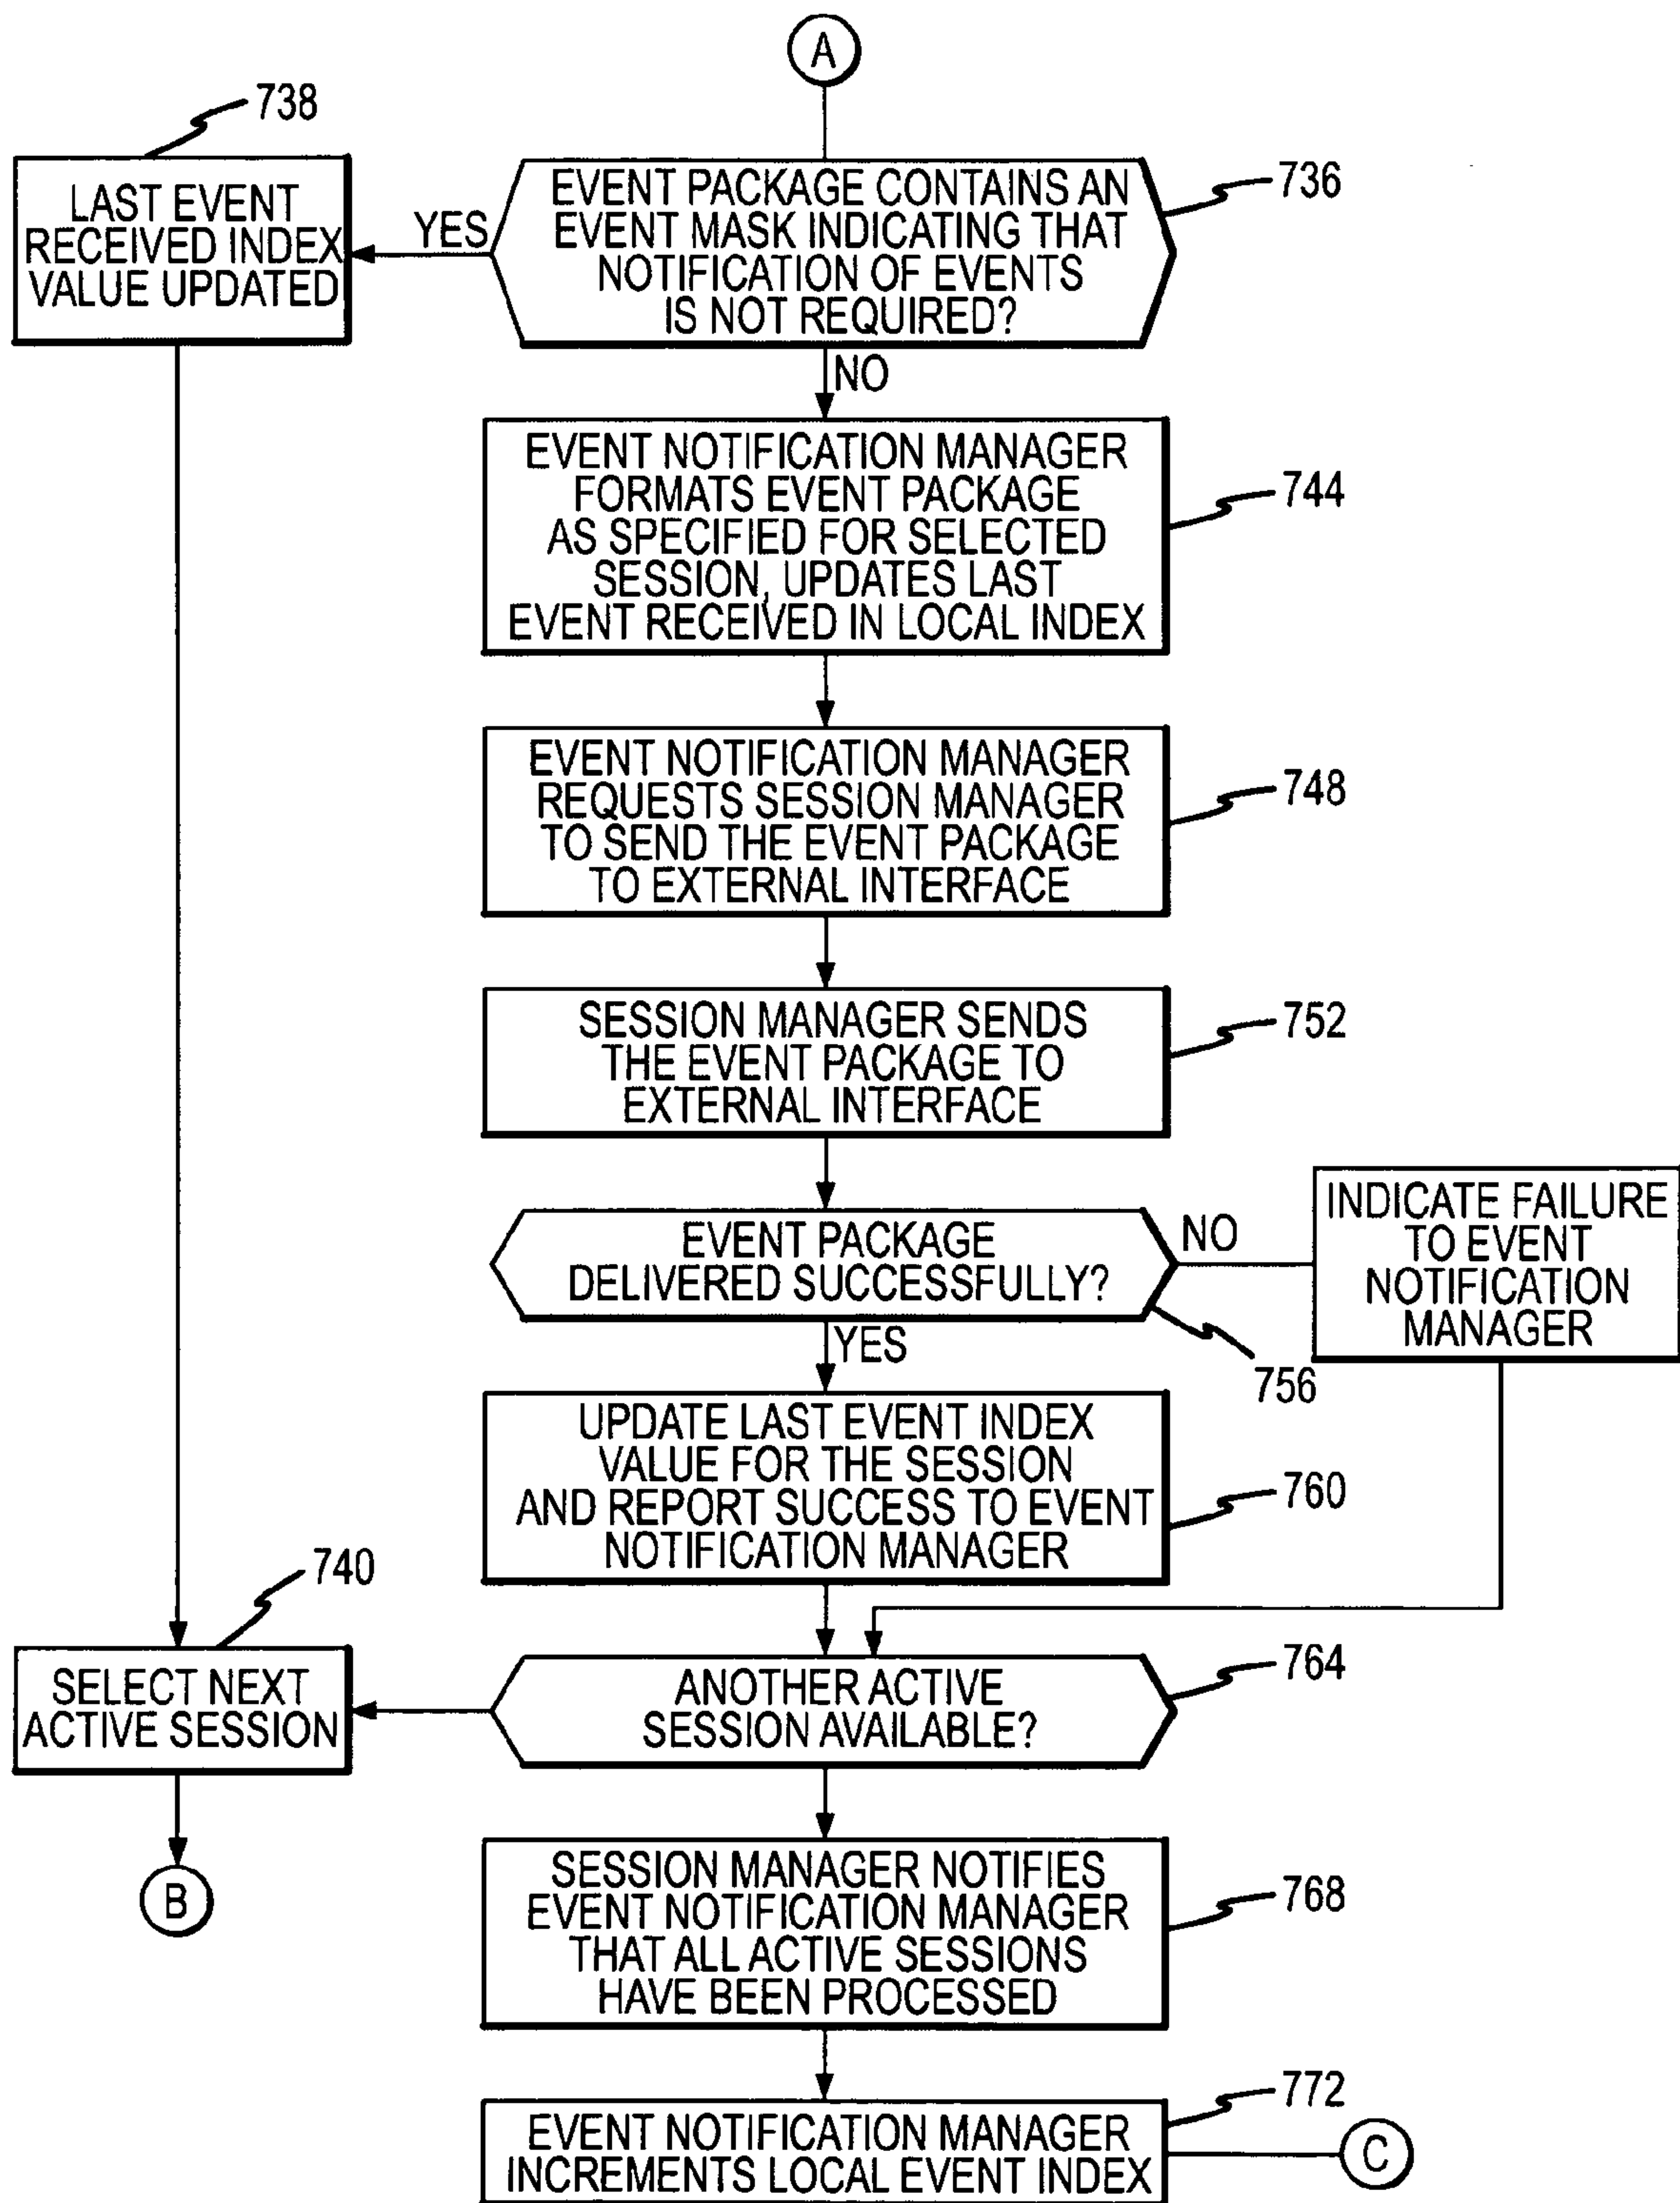 A
738
LAST EVENT
RECEIVED INDEX
VALUE UPDATED
YES
EVENT PACKAGE CONTAINS AN
EVENT MASK INDICATING THAT
NOTIFICATION OF EVENTS
IS NOT REQUIRED?
736
NO
EVENT NOTIFICATION MANAGER
FORMATS EVENT PACKAGE
AS SPECIFIED FOR SELECTED
SESSION, UPDATES LAST
EVENT RECEIVED IN LOCAL INDEX
744
EVENT NOTIFICATION MANAGER
REQUESTS SESSION MANAGER
TO SEND THE EVENT PACKAGE
TO EXTERNAL INTERFACE
748
SESSION MANAGER SENDS
THE EVENT PACKAGE TO
EXTERNAL INTERFACE
752
EVENT PACKAGE
DELIVERED SUCCESSFULLY?
NO
INDICATE FAILURE
TO EVENT
NOTIFICATION
MANAGER
756
YES
UPDATE LAST EVENT INDEX
VALUE FOR THE SESSION
AND REPORT SUCCESS TO EVENT
NOTIFICATION MANAGER
760
740
SELECT NEXT
ACTIVE SESSION
ANOTHER ACTIVE
SESSION AVAILABLE?
764
B
SESSION MANAGER NOTIFIES
EVENT NOTIFICATION MANAGER
THAT ALL ACTIVE SESSIONS
HAVE BEEN PROCESSED
768
EVENT NOTIFICATION MANAGER
INCREMENTS LOCAL EVENT INDEX
772
C